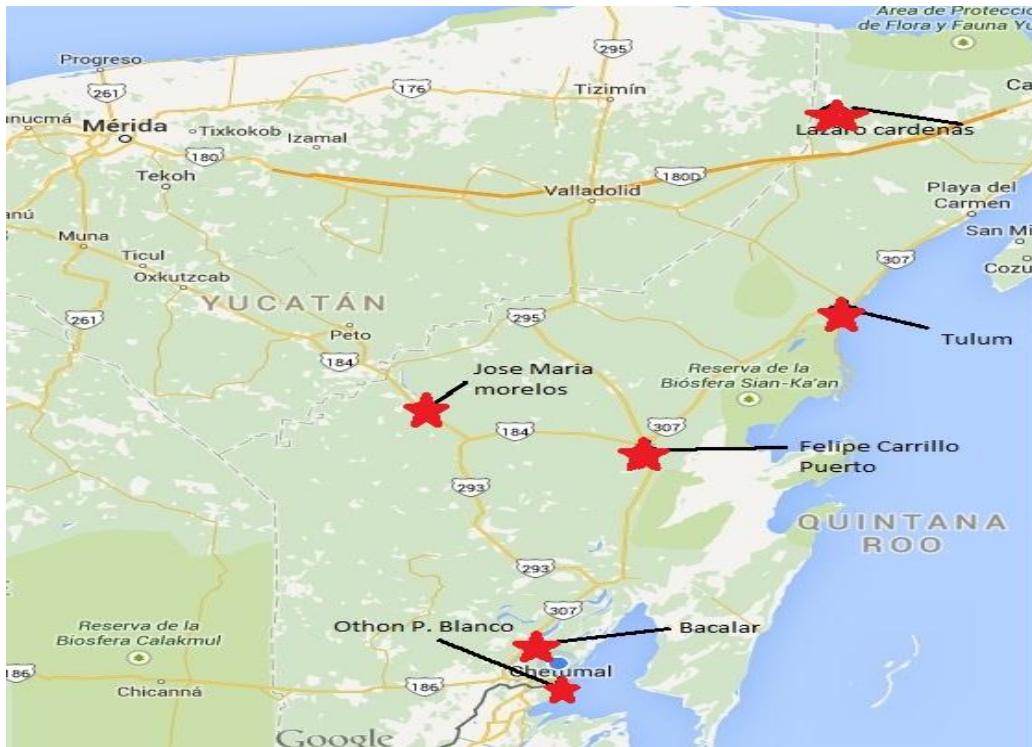 Área de Protecció
de Flora y Fauna Yu
295
Progreso
261
176
Tizimín
Ca
nucmá
Mérida
Tixkokob
Izamal
Lazaro cardenas
180
Tekoh
Valladolid
180D
Playa del
Carmen
anú
Muna
San Mi
Ticul
307
Cozu
Oxkutzcab
YUCATÁN
261
295
Peto
Tulum
184
Jose Maria
morelos
Reserva de la
Biósfera Sian-Ka'an
307
184
Felipe Carrillo
Puerto
293
QUINTANA
ROO
293
307
Othon P. Blanco
Bacalar
Reserva de la
Biosfera Calakmul
Chetumal
186
Chicanná
186
Google